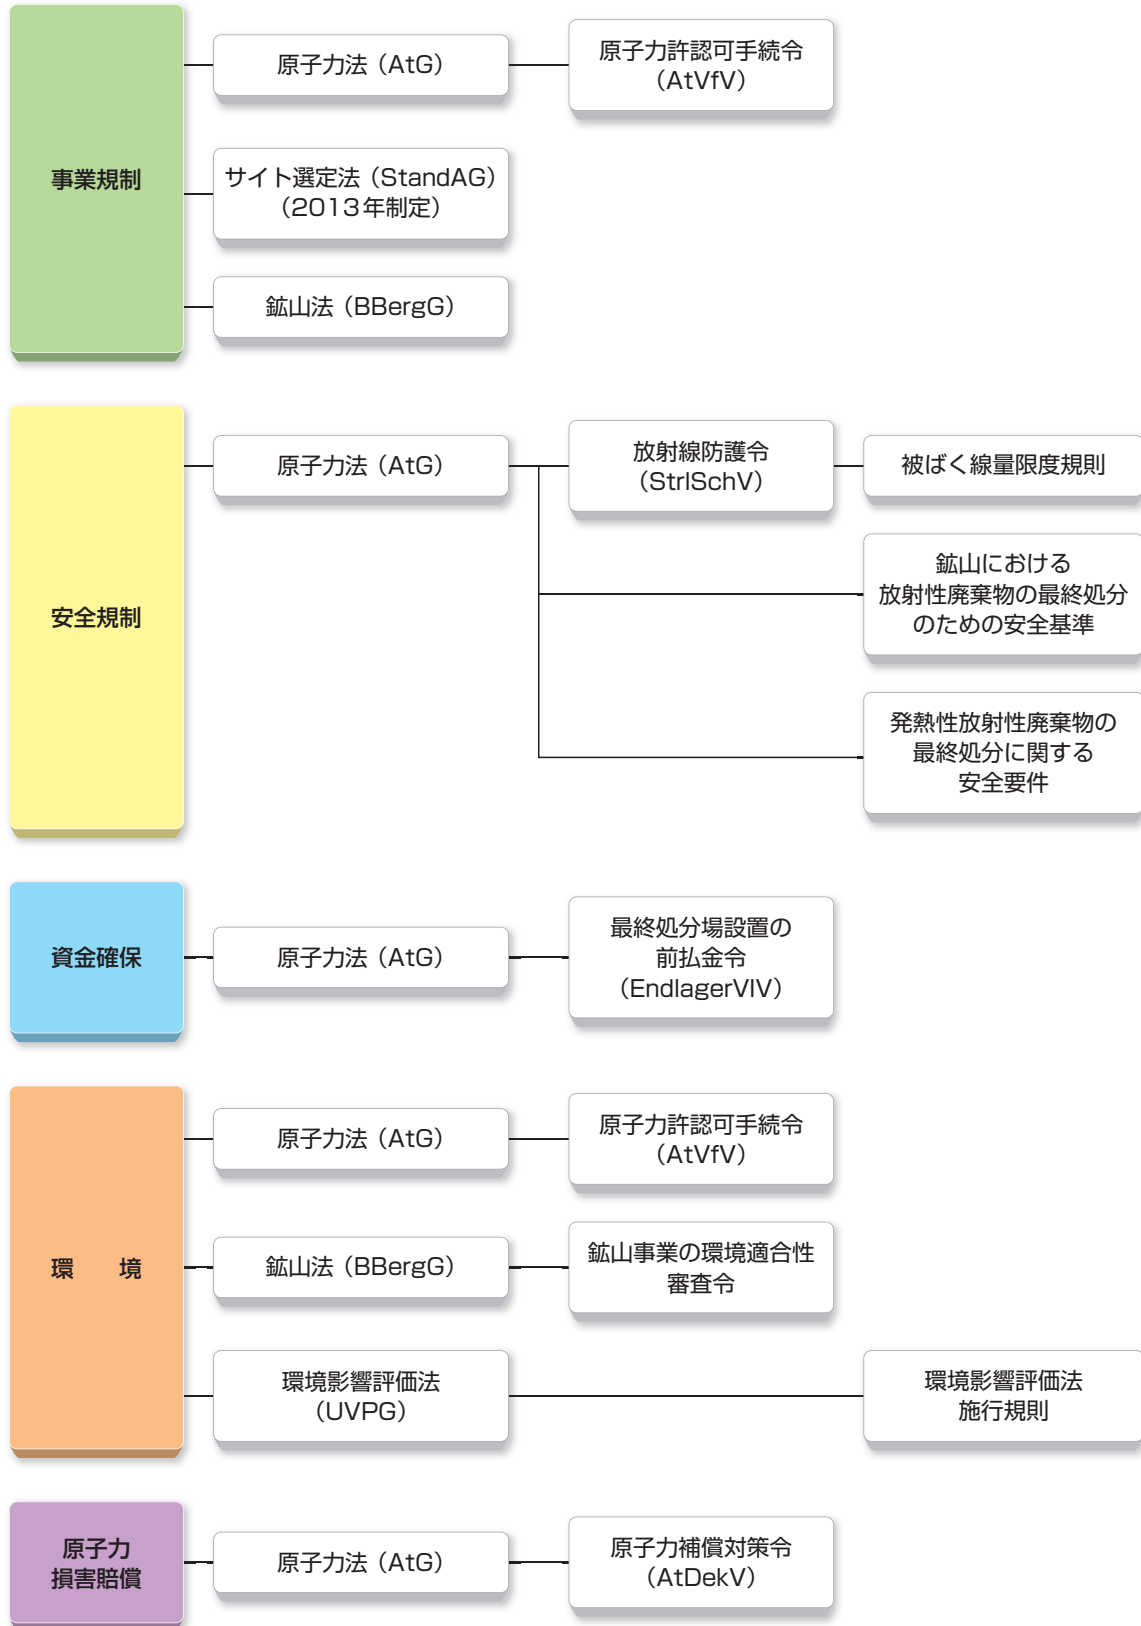 事業規制
原子力法（AtG）
原子力許認可手続令
（AtVfV）
サイト選定法（StandAG）
（2013年制定）
鉱山法（BBergG）
安全規制
原子力法（AtG）
放射線防護令
（StrlSchV）
被ばく線量限度規則
鉱山における
放射性廃棄物の最終処分
のための安全基準
発熱性放射性廃棄物の
最終処分に関する
安全要件
資金確保
原子力法（AtG）
最終処分場設置の
前払金令
（EndlagerVlV）
環　　境
原子力法（AtG）
原子力許認可手続令
（AtVfV）
鉱山法（BBergG）
鉱山事業の環境適合性
審査令
環境影響評価法
（UVPG）
環境影響評価法
施行規則
原子力
損害賠償
原子力法（AtG）
原子力補償対策令
（AtDekV）